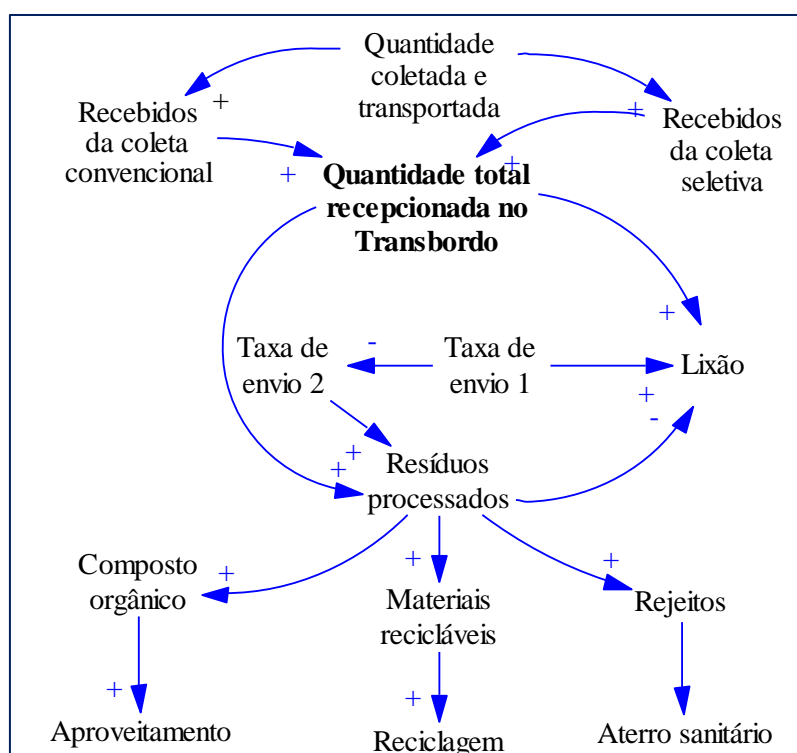 Quantidade
coletada e
transportada
+
+
Recebidos
da coleta
convencional
Recebidos
da coleta
seletiva
+
+
Quantidade total
recepcionada no
Transbordo
+
-
Taxa de
envio 2
Taxa de
envio 1
Lixão
+
-
+
+
Resíduos
processados
+
+
+
Composto
orgânico
Materiais
recicláveis
Rejeitos
+
+
Aproveitamento
Reciclagem
Aterro sanitário